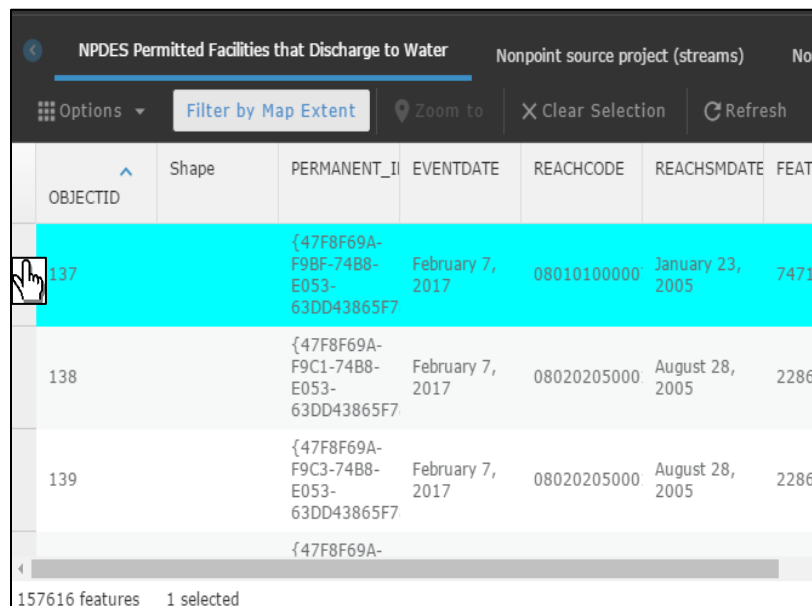 NPDES Permitted Facilities that Discharge to Water Nonpoint source project (streams) No
Options Filter by Map Extent Zoom to Clear Selection Refresh
OBJECTID Shape PERMANENT_I EVENTDATE REACHCODE REACHSMDATE FEAT
137
{47F8F69A-
F9BF-74B8-
E053-
63DD43865F7
February 7,
2017
08010100000
January 23,
2005
7471
138
{47F8F69A-
F9C1-74B8-
E053-
63DD43865F7
February 7,
2017
08020205000
August 28,
2005
2286
139
{47F8F69A-
F9C3-74B8-
E053-
63DD43865F7
February 7,
2017
08020205000
August 28,
2005
2286
{47F8F69A-
157616 features 1 selected